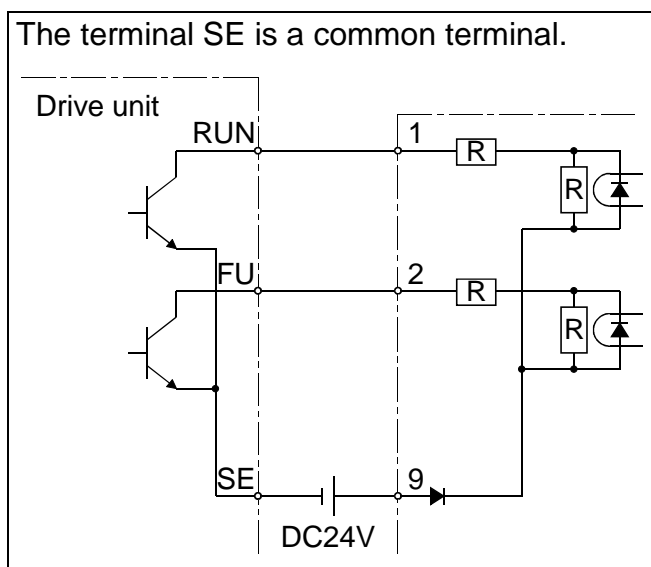 The terminal SE is a common terminal.
Drive unit
RUN
1
R
R
FU
2
R
R
SE
9
DC24V